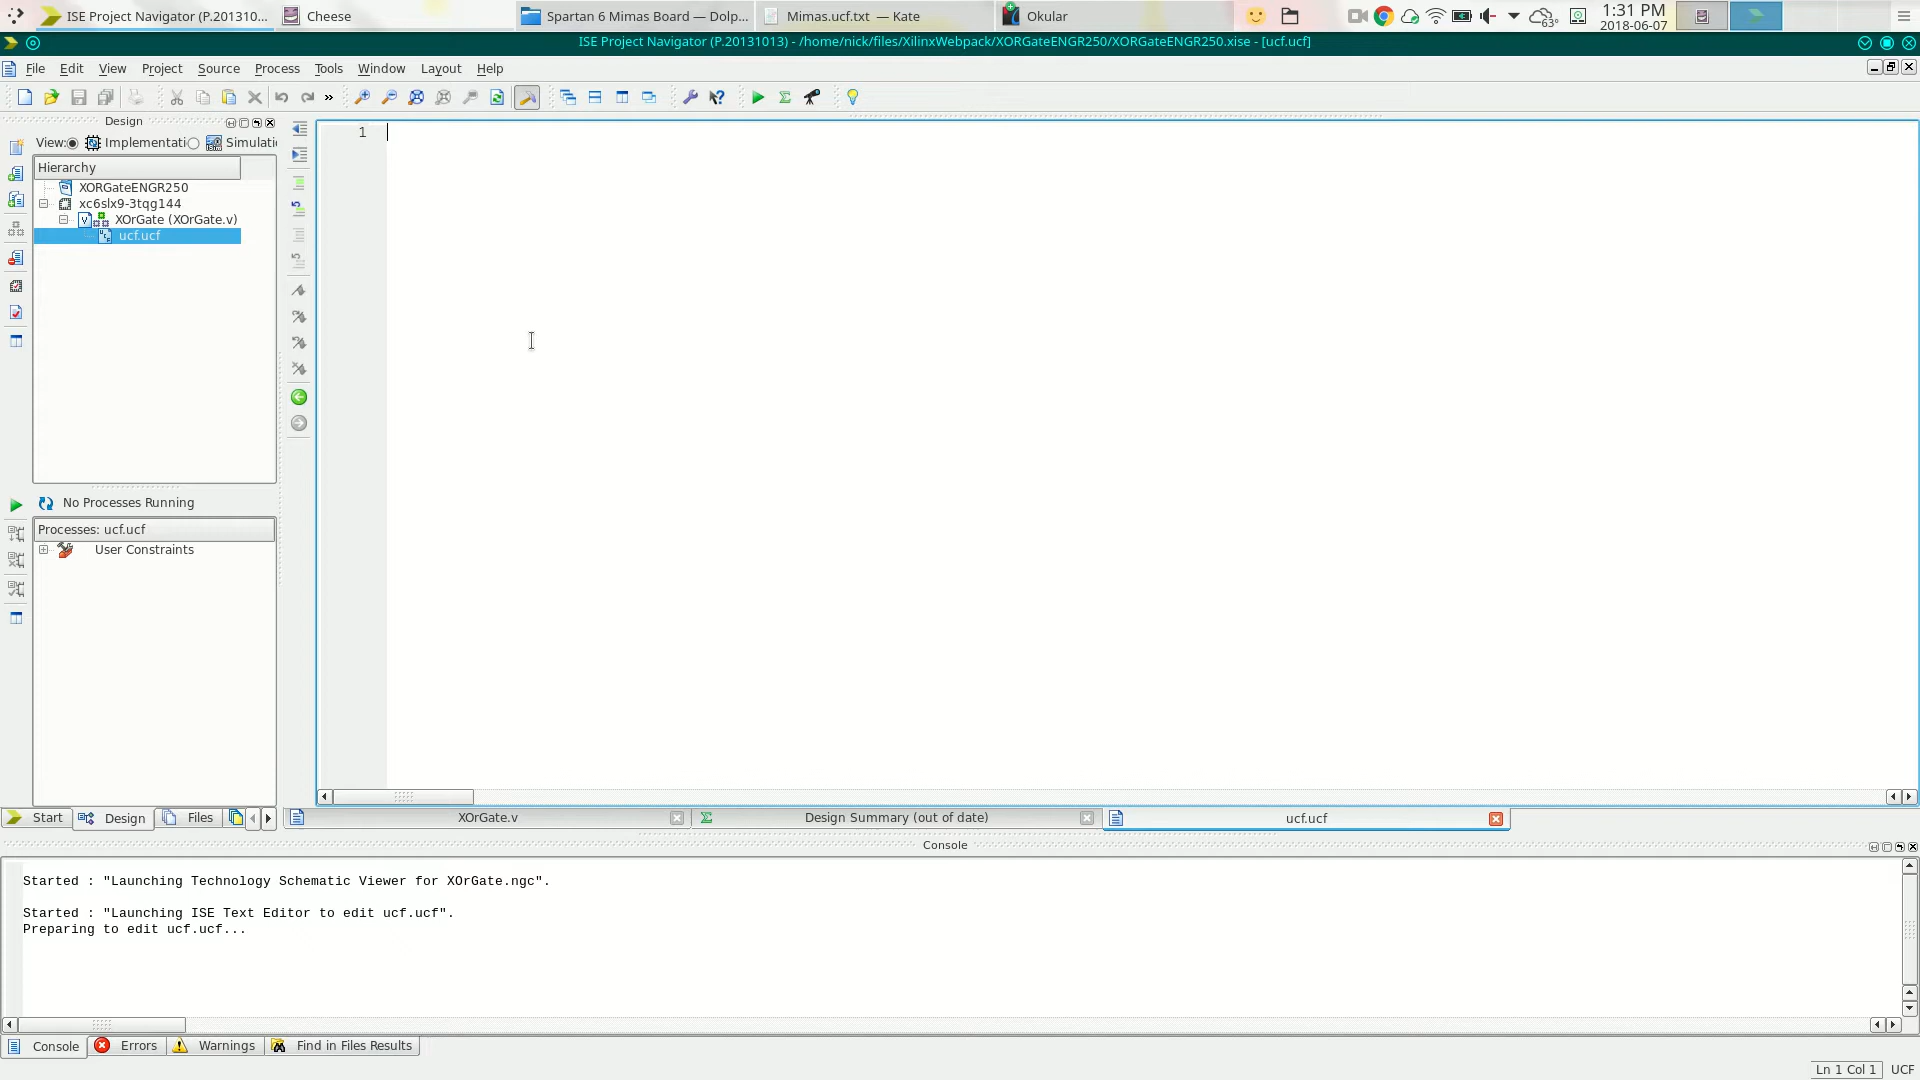 ISE Project Navigator (P.201310...
Cheese
Spartan 6 Mimas Board — Dolp...
Mimas.ucf.txt — Kate
Okular
63°
1:31 PM
2018-06-07
ISE Project Navigator (P.20131013) - /home/nick/files/XilinxWebpack/XORGateENGR250/XORGateENGR250.xise - [ucf.ucf]
File Edit View Project Source Process Tools Window Layout Help
»
Design
View: Implementati Simulati
Hierarchy
XORGateENGR250
xc6slx9-3tqg144
XOrGate (XOrGate.v)
ucf.ucf
1
No Processes Running
Processes: ucf.ucf
User Constraints
Start Design Files
XOrGate.v
Design Summary (out of date)
ucf.ucf
Console
Started : "Launching Technology Schematic Viewer for XOrGate.ngc".
Started : "Launching ISE Text Editor to edit ucf.ucf".
Preparing to edit ucf.ucf...
Console Errors Warnings Find in Files Results
Ln 1 Col 1 UCF